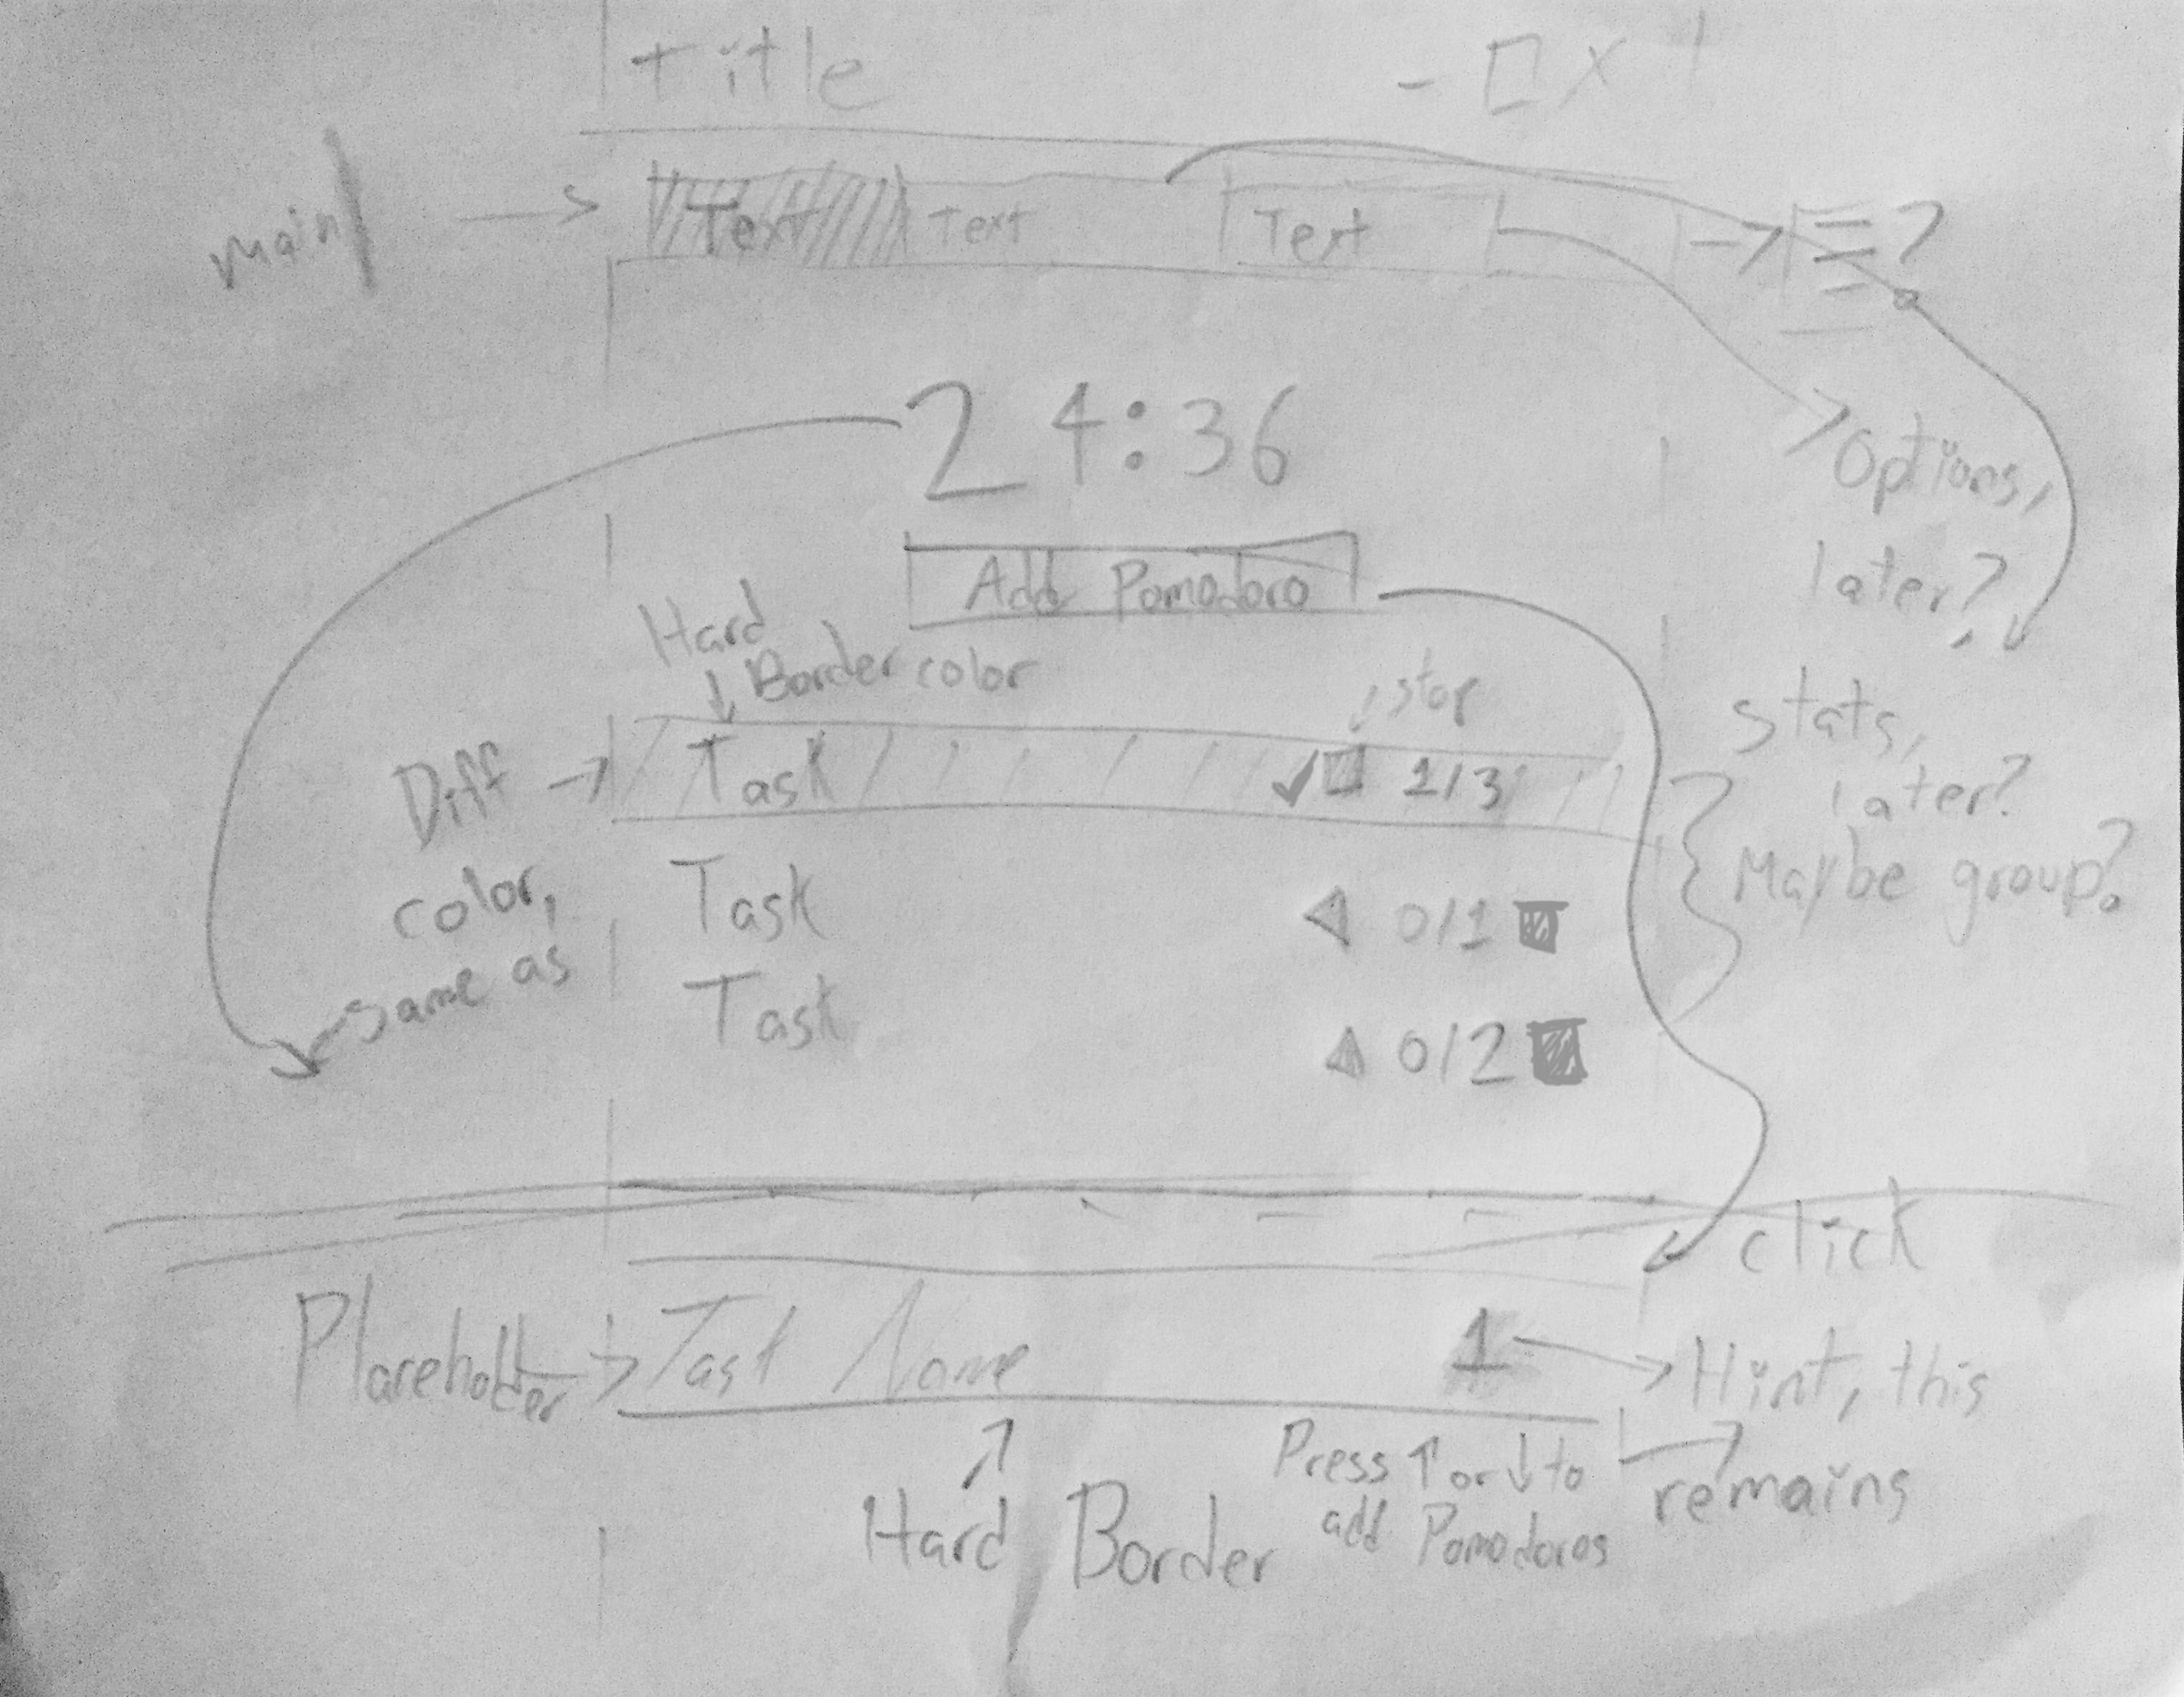 Title - □ X
main → Text Text Text → ≡ ?
24:36
Options,
later?
Add Pomodoro
Hard
↓ Border color
↓ stop
stats,
later?
Diff → Task ✓ 1/3
color,
same as
Maybe group?
Task 0/1
Task 0/2
click
Placeholder → Task Name 1 → Hint, this
remains
Press ↑ or ↓ to
add Pomodoros
↗
Hard Border